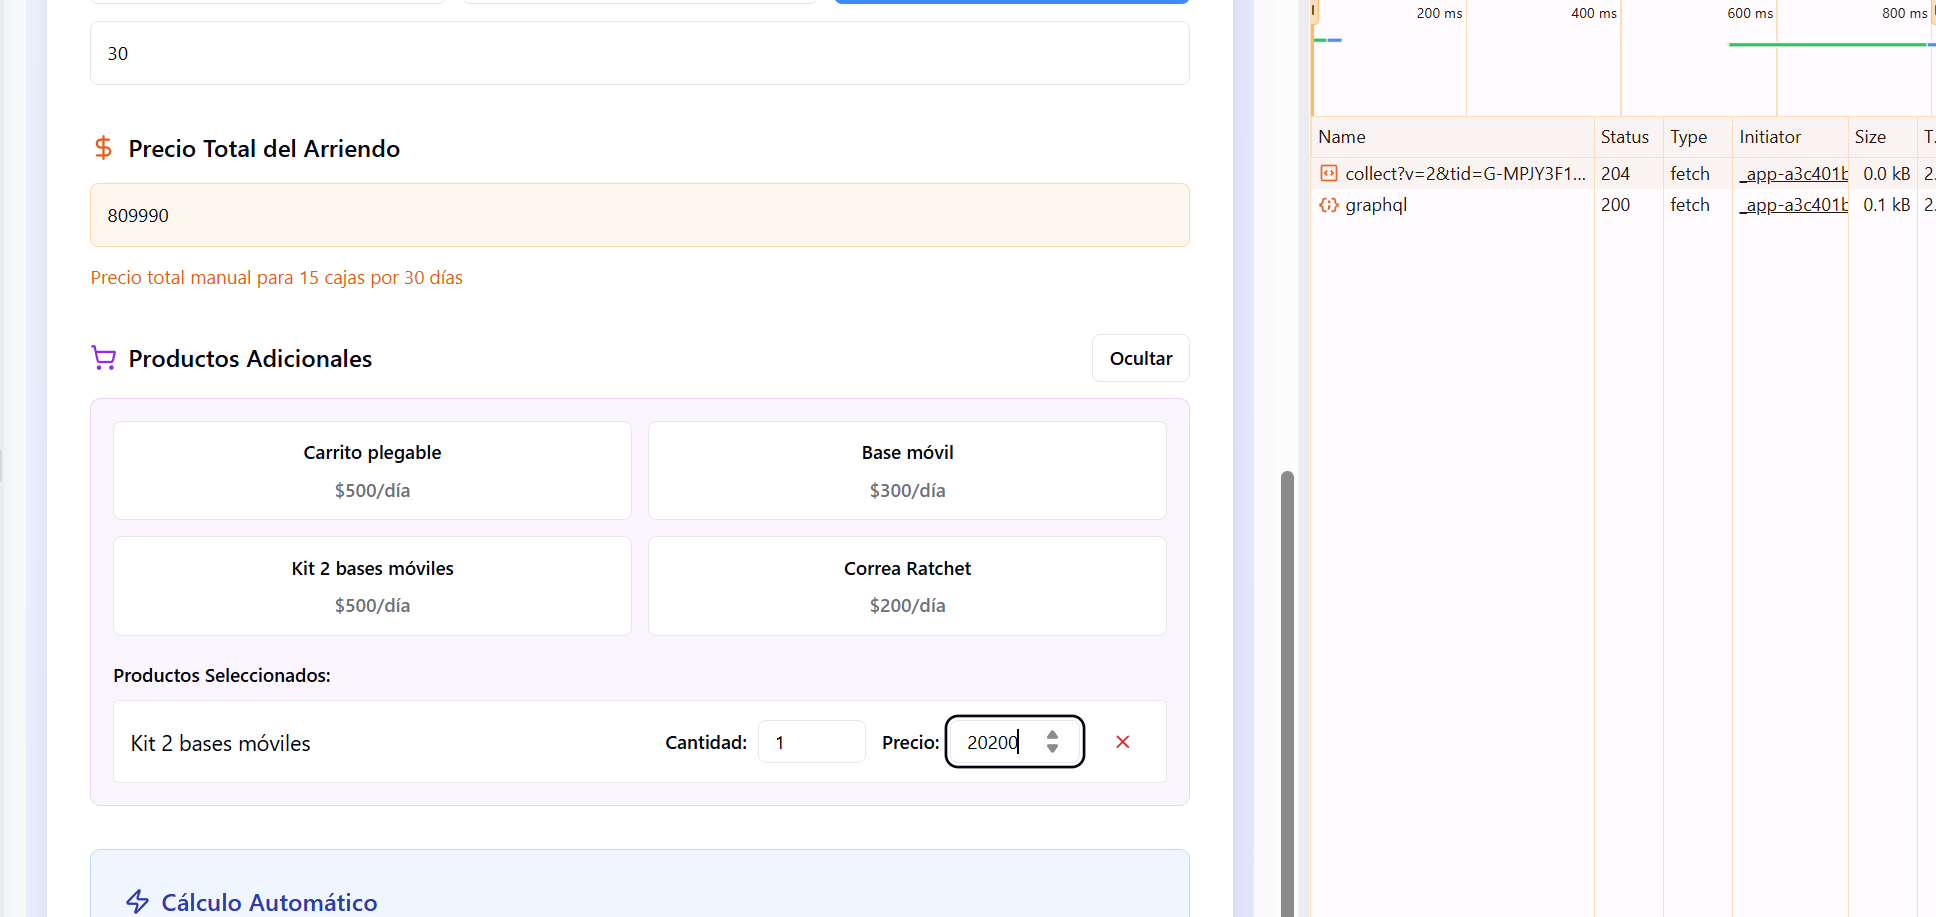 30
Precio Total del Arriendo
809990
Precio total manual para 15 cajas por 30 días
Productos Adicionales
Ocultar
Carrito plegable
$500/día
Base móvil
$300/día
Kit 2 bases móviles
$500/día
Correa Ratchet
$200/día
Productos Seleccionados:
Kit 2 bases móviles Cantidad: 1 Precio: 20200
Cálculo Automático
200 ms 400 ms 600 ms 800 ms
Name Status Type Initiator Size T.
collect?v=2&tid=G-MPJY3F1... 204 fetch _app-a3c401b 0.0 kB 2.
graphql 200 fetch _app-a3c401b 0.1 kB 2.